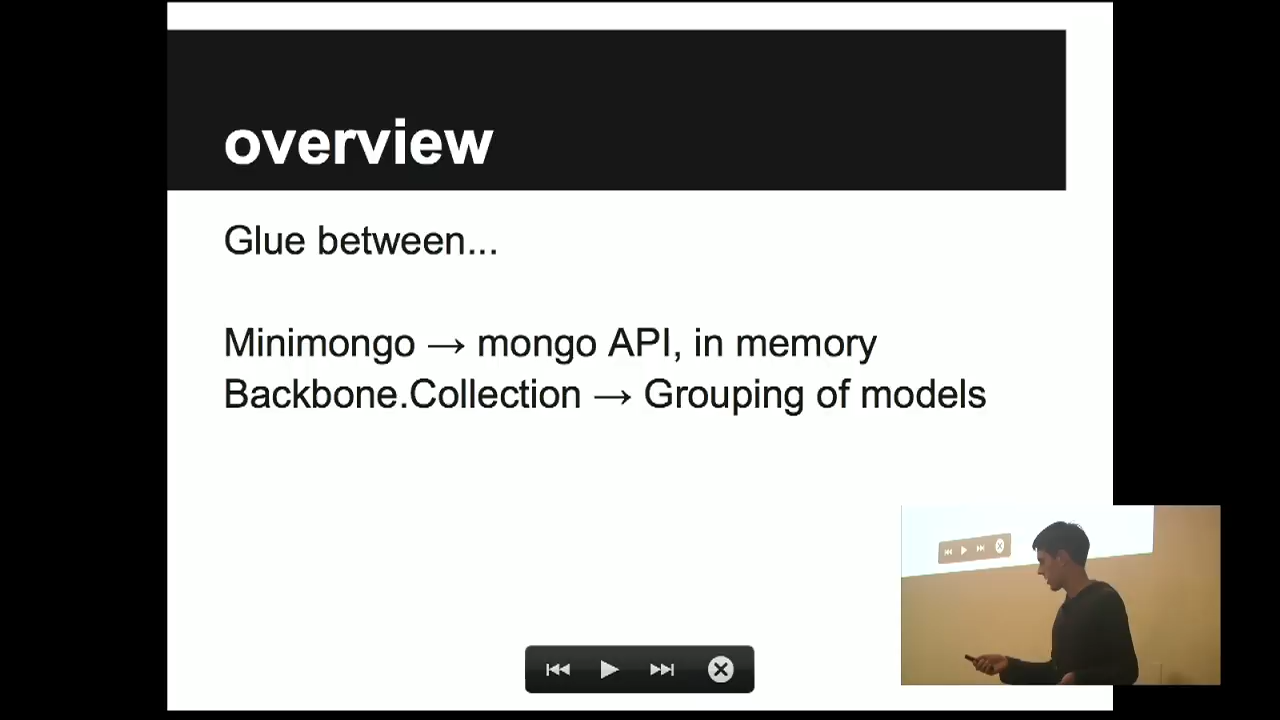 overview
Glue between...
Minimongo → mongo API, in memory
Backbone.Collection → Grouping of models